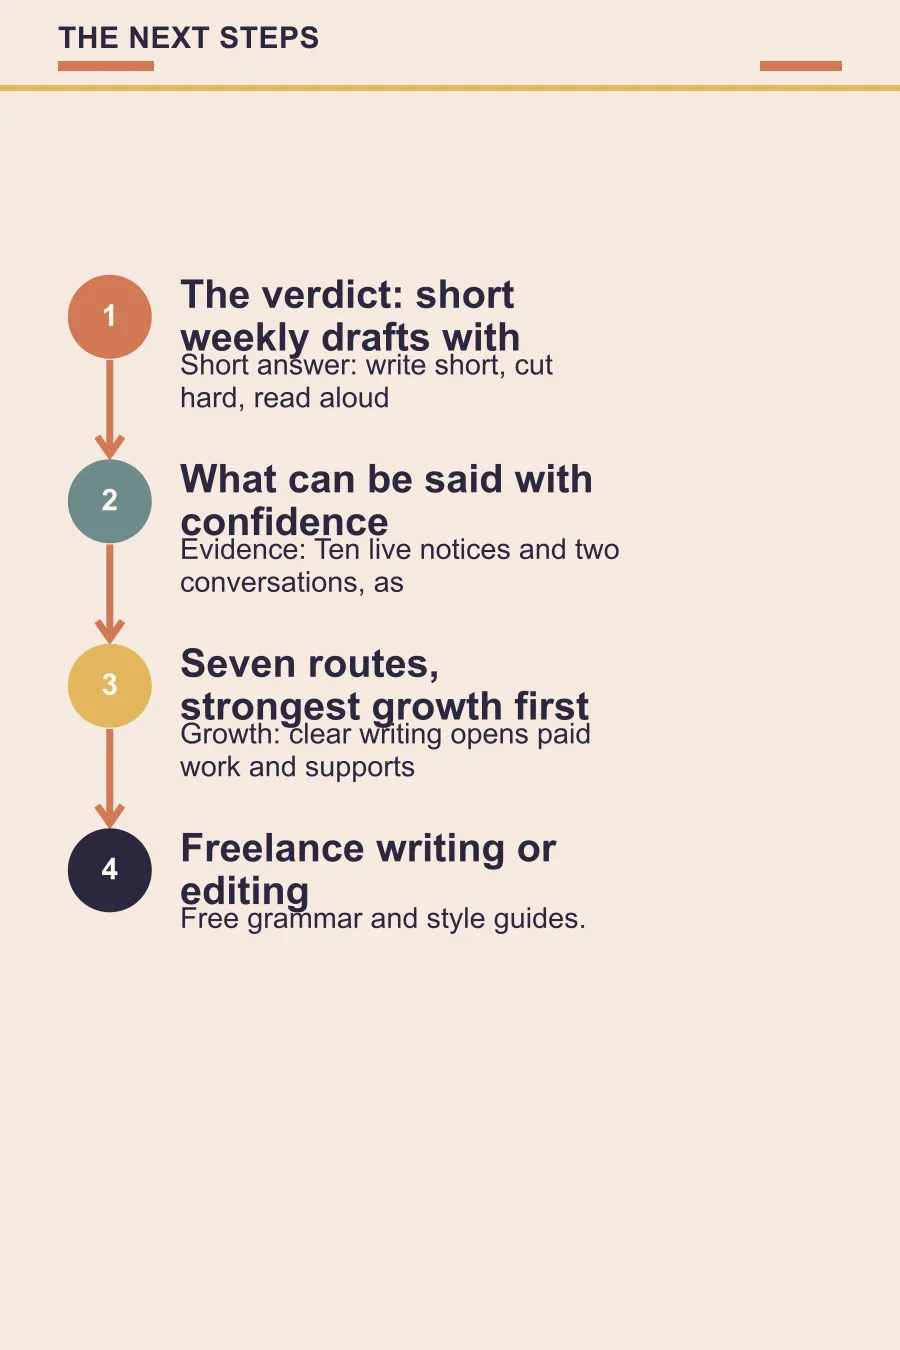 THE NEXT STEPS
1
The verdict: short
weekly drafts with
Short answer: write short, cut
hard, read aloud
2
What can be said with
confidence
Evidence: Ten live notices and two
conversations, as
3
Seven routes,
strongest growth first
Growth: clear writing opens paid
work and supports
4
Freelance writing or
editing
Free grammar and style guides.